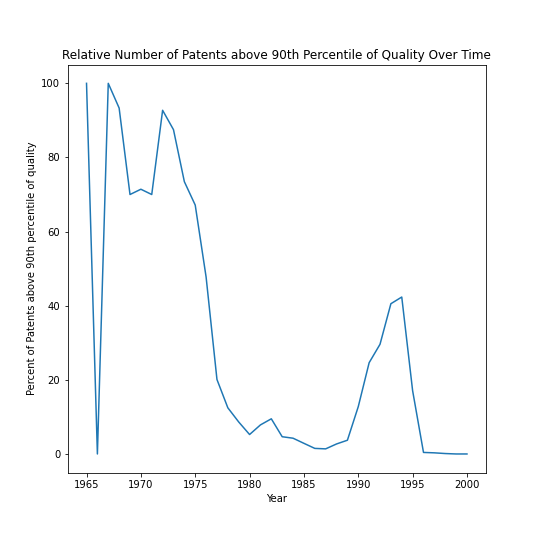 Relative Number of Patents above 90th Percentile of Quality Over Time
Percent of Patents above 90th percentile of quality
100
80
60
40
20
0
1965 1970 1975 1980 1985 1990 1995 2000
Year